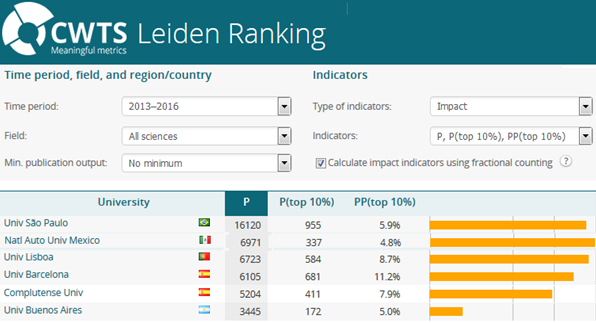 CWTS Leiden Ranking
Meaningful metrics
Time period, field, and region/country Indicators
Time period: 2013–2016 Type of indicators: Impact
Field: All sciences Indicators: P, P(top 10%), PP(top 10%)
Min. publication output: No minimum Calculate impact indicators using fractional counting ?
University P P(top 10%) PP(top 10%)
Univ São Paulo 16120 955 5.9%
Natl Auto Univ Mexico 6971 337 4.8%
Univ Lisboa 6723 584 8.7%
Univ Barcelona 6105 681 11.2%
Complutense Univ 5204 411 7.9%
Univ Buenos Aires 3445 172 5.0%